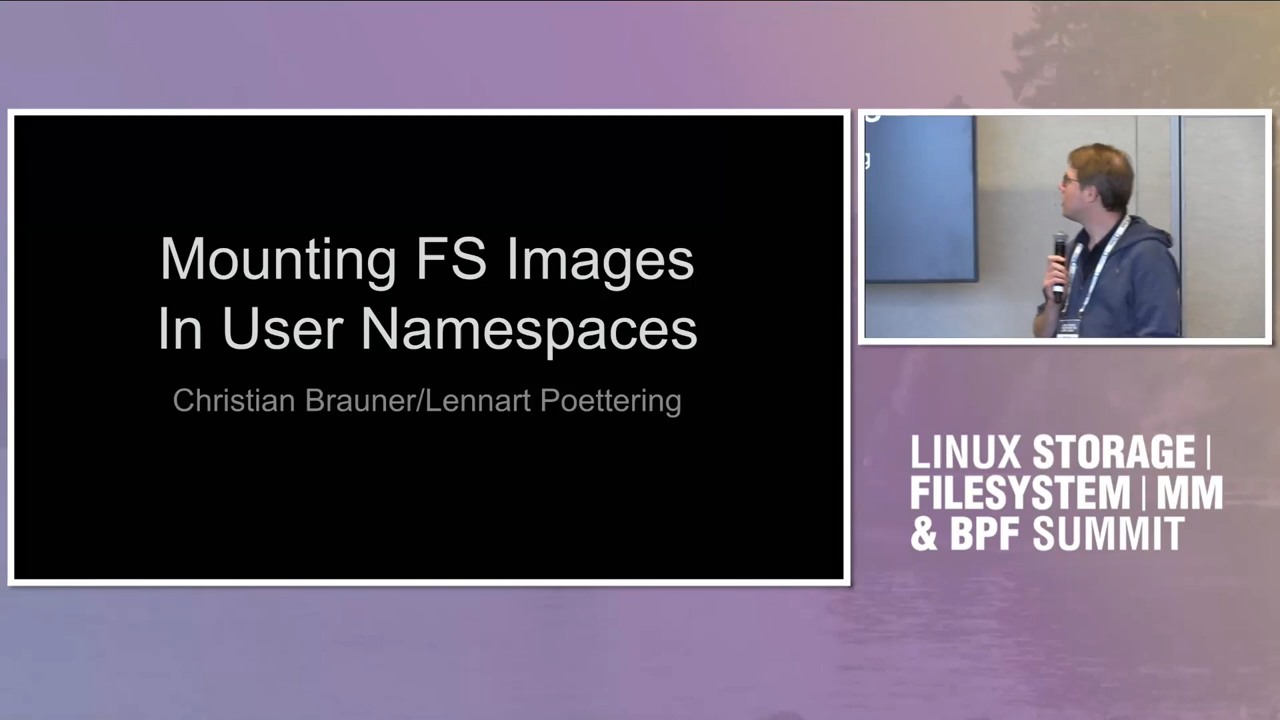 Mounting FS Images
In User Namespaces
Christian Brauner/Lennart Poettering
LINUX STORAGE|
FILESYSTEM | MM
& BPF SUMMIT